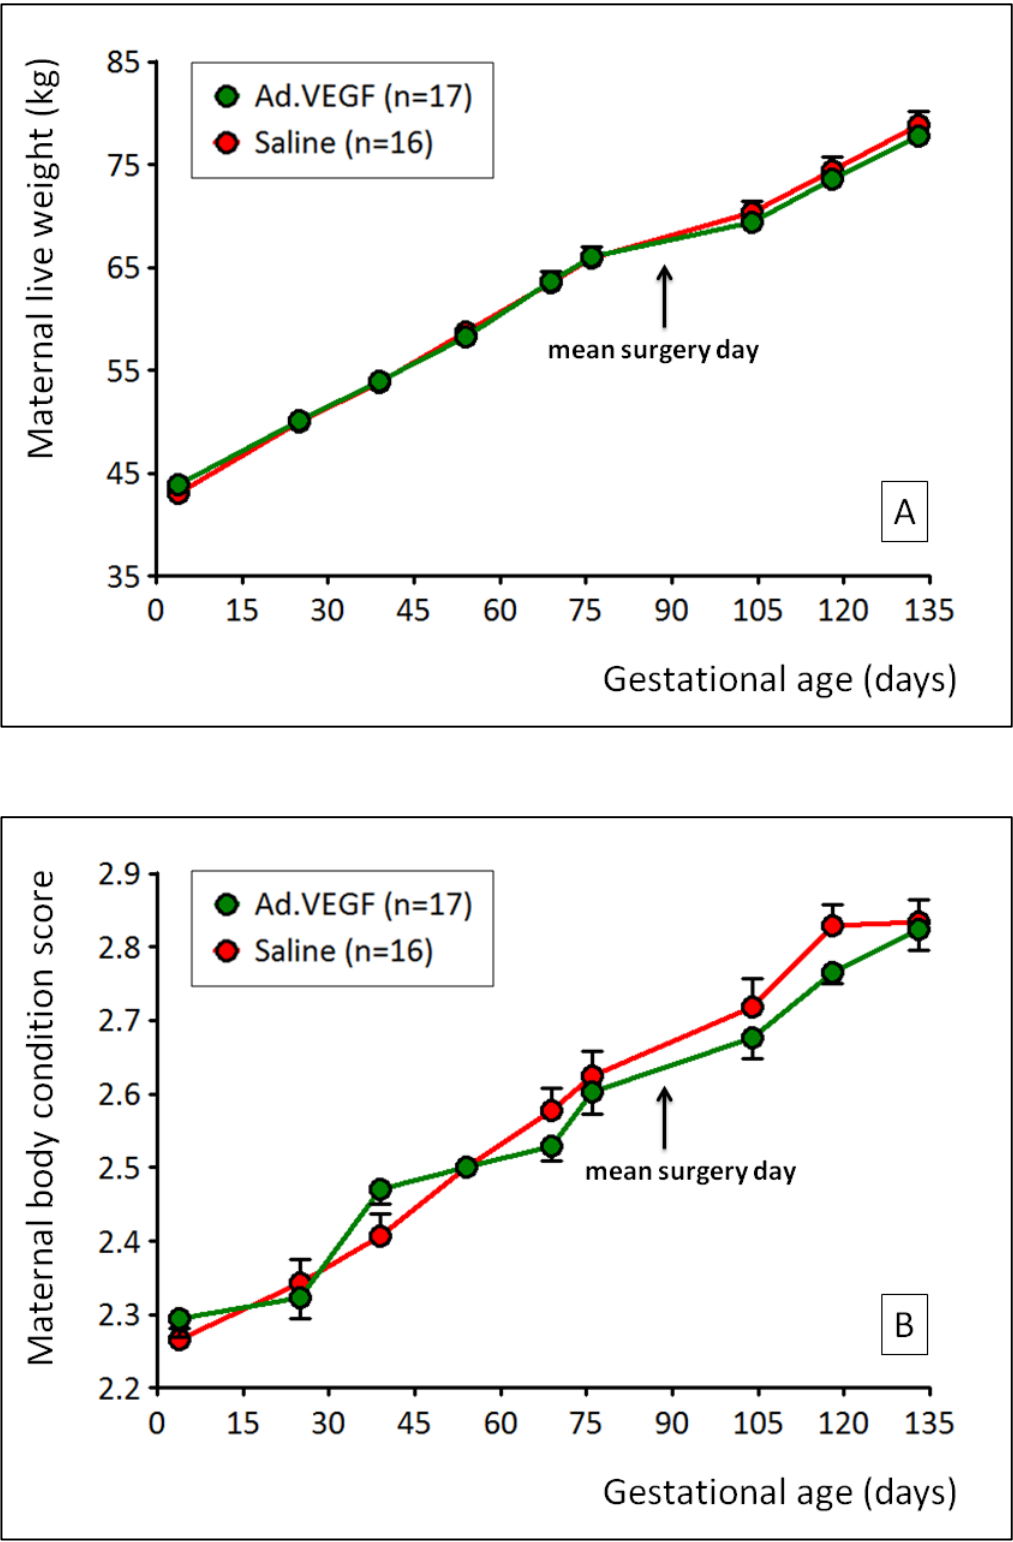 Maternal live weight (kg)
85
75
65
55
45
35
Ad.VEGF (n=17)
Saline (n=16)
mean surgery day
A
0 15 30 45 60 75 90 105 120 135
Gestational age (days)
Maternal body condition score
2.9
2.8
2.7
2.6
2.5
2.4
2.3
2.2
Ad.VEGF (n=17)
Saline (n=16)
mean surgery day
B
0 15 30 45 60 75 90 105 120 135
Gestational age (days)